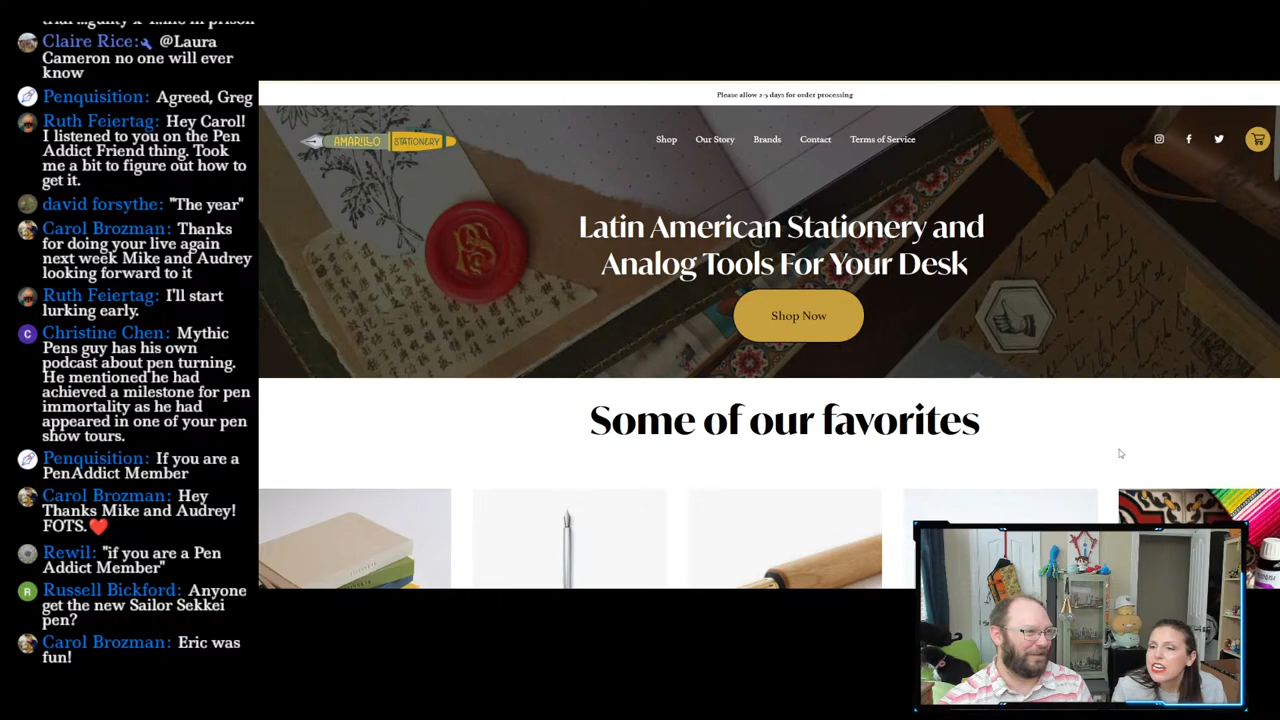 trial ...guilty x 1...life in prison
Claire Rice: @Laura
Cameron no one will ever
know
Penquisition: Agreed, Greg
Ruth Feiertag: Hey Carol!
I listened to you on the Pen
Addict Friend thing. Took
me a bit to figure out how to
get it.
david forsythe: "The year"
Carol Brozman: Thanks
for doing your live again
next week Mike and Audrey
looking forward to it
Ruth Feiertag: I'll start
lurking early.
Christine Chen: Mythic
Pens guy has his own
podcast about pen turning.
He mentioned he had
achieved a milestone for pen
immortality as he had
appeared in one of your pen
show tours.
Penquisition: If you are a
PenAddict Member
Carol Brozman: Hey
Thanks Mike and Audrey!
FOTS.❤️
Rewil: "if you are a Pen
Addict Member"
Russell Bickford: Anyone
get the new Sailor Sekkei
pen?
Carol Brozman: Eric was
fun!
Please allow 2-5 days for order processing
AMARILLO STATIONERY
Shop Our Story Brands Contact Terms of Service
Latin American Stationery and
Analog Tools For Your Desk
Shop Now
Some of our favorites